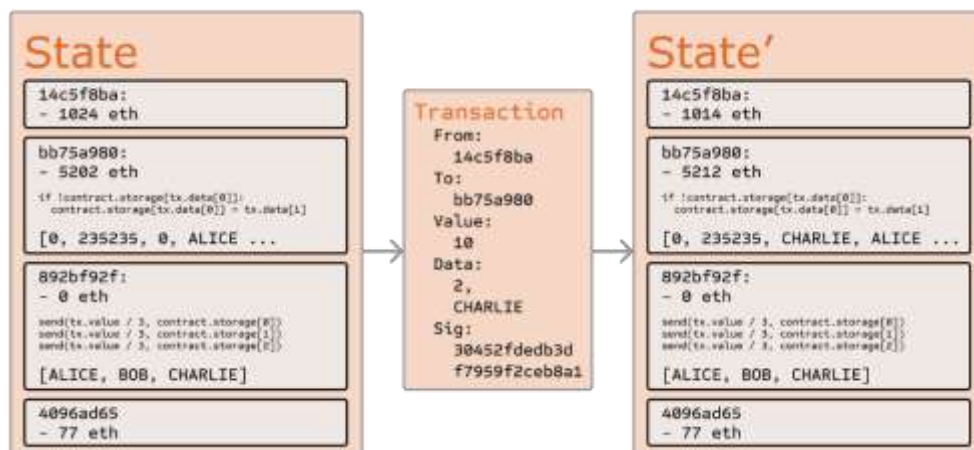 State
14c5f8ba:
- 1024 eth
bb75a980:
- 5202 eth
if !contract.storage[tx.data[0]]:
contract.storage[tx.data[0]] = tx.data[1]
[0, 235235, 0, ALICE ...
892bf92f:
- 0 eth
send(tx.value / 3, contract.storage[0])
send(tx.value / 3, contract.storage[1])
send(tx.value / 3, contract.storage[2])
[ALICE, BOB, CHARLIE]
4096ad65
- 77 eth
Transaction
From:
14c5f8ba
To:
bb75a980
Value:
10
Data:
2,
CHARLIE
Sig:
30452fdedb3d
f7959f2ceb8a1
State′
14c5f8ba:
- 1014 eth
bb75a980:
- 5212 eth
if !contract.storage[tx.data[0]]:
contract.storage[tx.data[0]] = tx.data[1]
[0, 235235, CHARLIE, ALICE ...
892bf92f:
- 0 eth
send(tx.value / 3, contract.storage[0])
send(tx.value / 3, contract.storage[1])
send(tx.value / 3, contract.storage[2])
[ALICE, BOB, CHARLIE]
4096ad65
- 77 eth